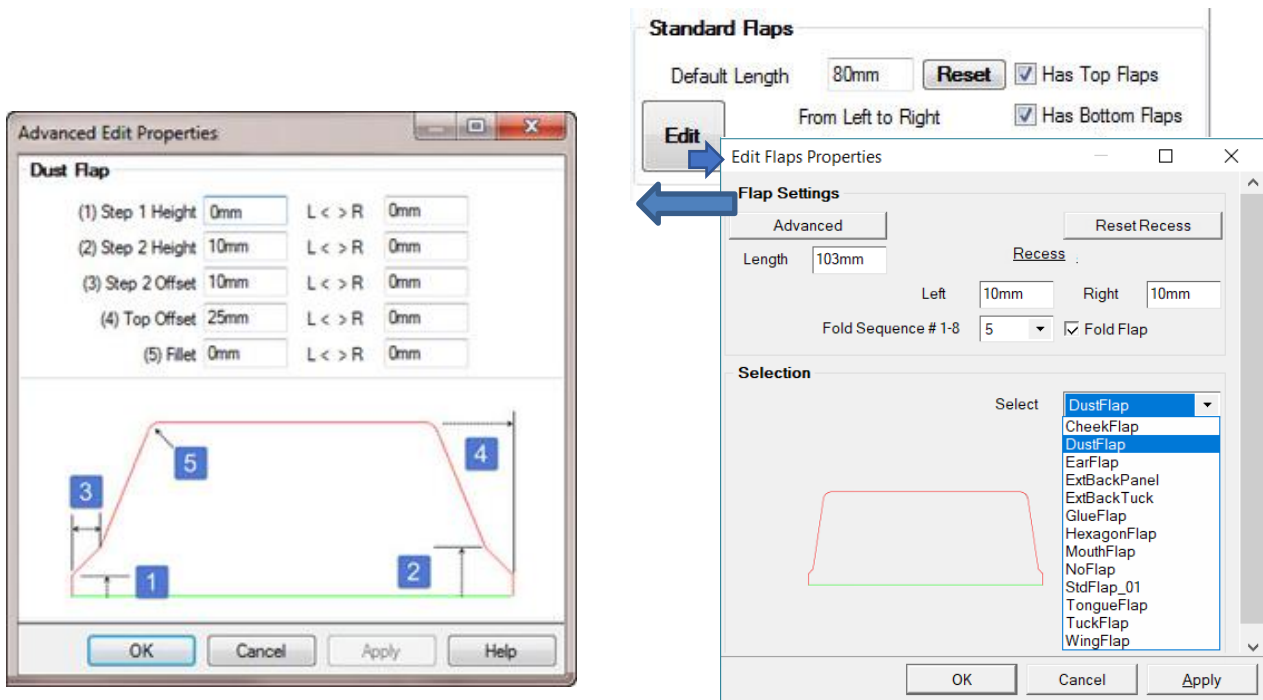 Standard Flaps
Default Length 80mm Reset Has Top Flaps
Edit From Left to Right Has Bottom Flaps
Advanced Edit Properties
Dust Flap
(1) Step 1 Height 0mm L < > R 0mm
(2) Step 2 Height 10mm L < > R 0mm
(3) Step 2 Offset 10mm L < > R 0mm
(4) Top Offset 25mm L < > R 0mm
(5) Fillet 0mm L < > R 0mm
5
4
3
2
1
OK Cancel Apply Help
Edit Flaps Properties
Flap Settings
Advanced Reset Recess
Length 103mm Recess .
Left 10mm Right 10mm
Fold Sequence # 1-8 5 Fold Flap
Selection
Select DustFlap
CheekFlap
DustFlap
EarFlap
ExtBackPanel
ExtBackTuck
GlueFlap
HexagonFlap
MouthFlap
NoFlap
StdFlap_01
TongueFlap
TuckFlap
WingFlap
OK Cancel Apply